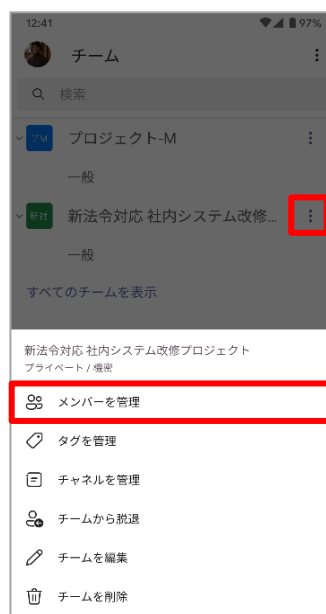 12:41 97%
チーム
検索
プM プロジェクト-M
一般
新社 新法令対応 社内システム改修...
一般
すべてのチームを表示
新法令対応 社内システム改修プロジェクト
プライベート / 機密
メンバーを管理
タグを管理
チャネルを管理
チームから脱退
チームを編集
チームを削除